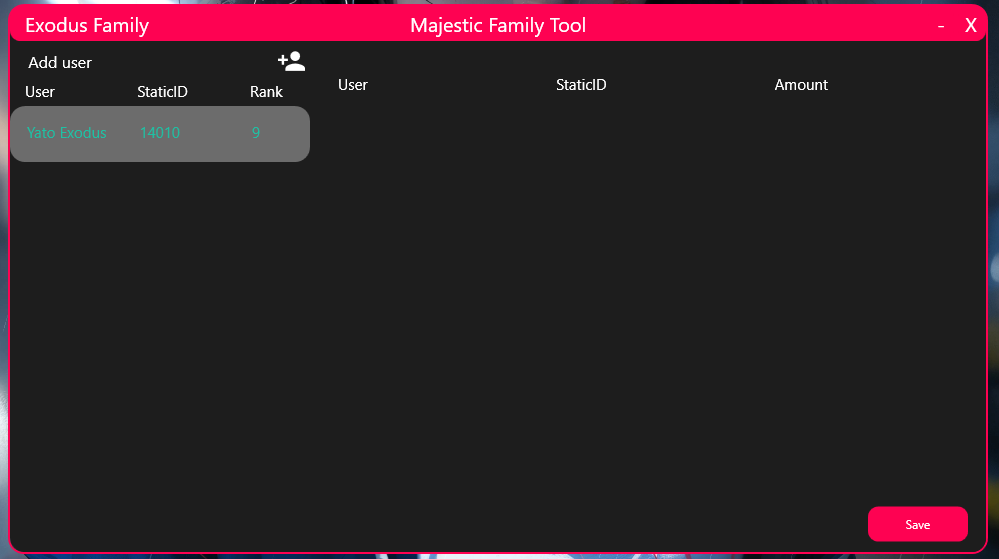 Exodus Family Majestic Family Tool - X
Add user
User StaticID Rank
Yato Exodus 14010 9
User StaticID Amount
Save